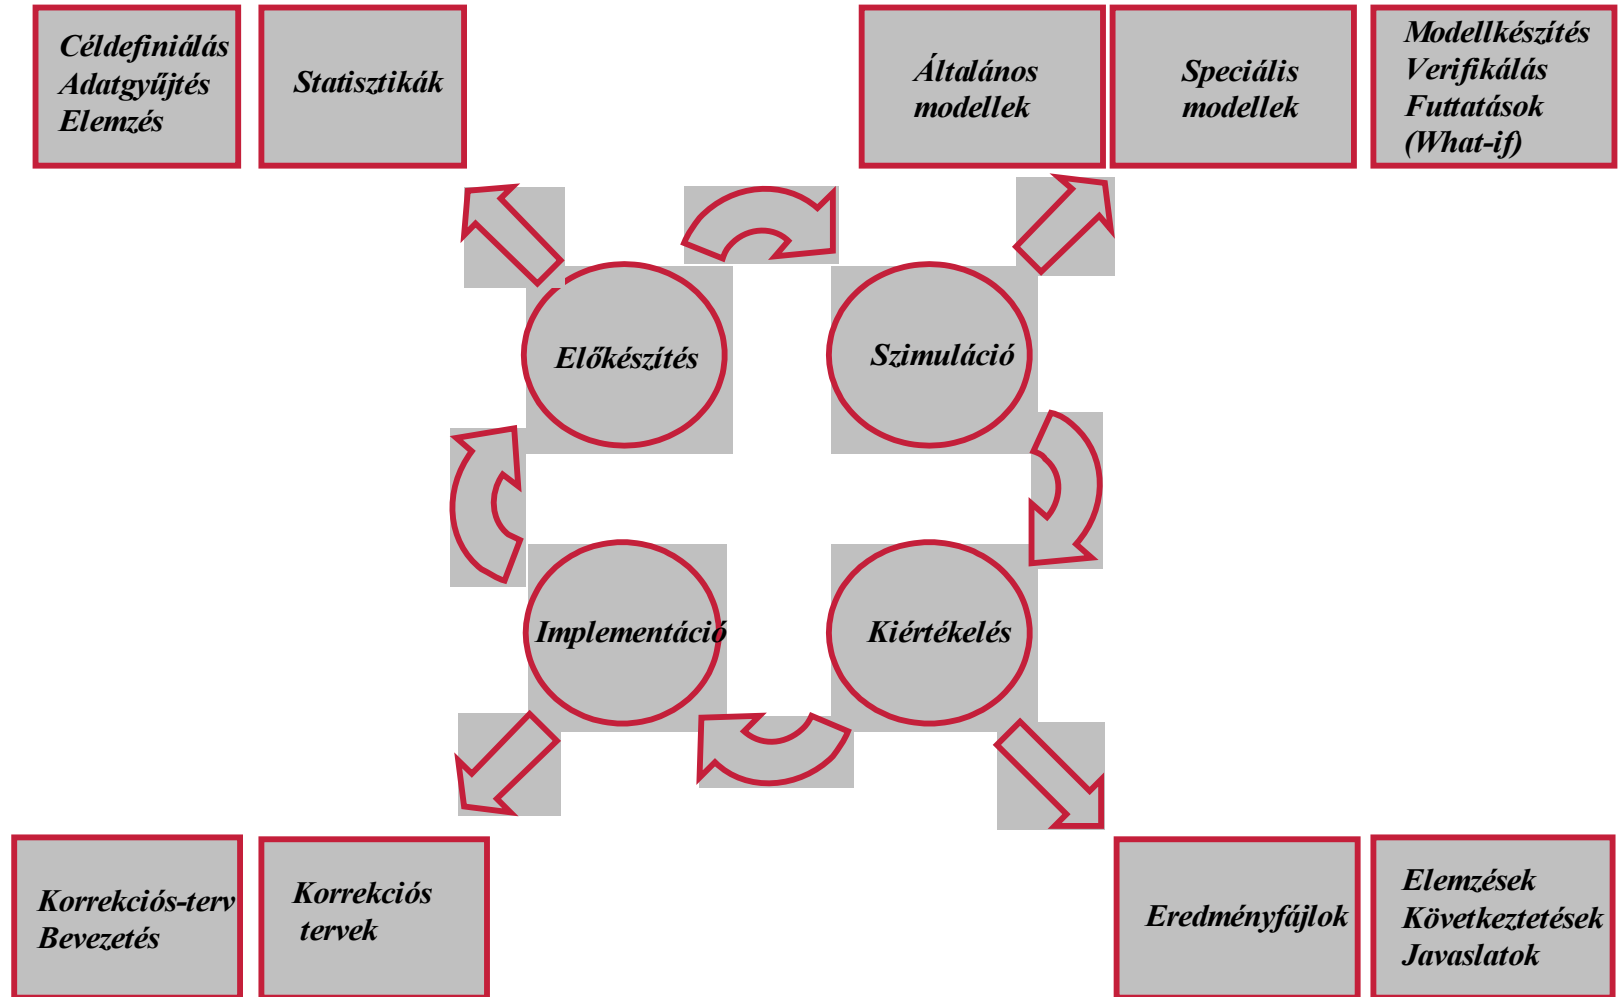 Céldefiniálás
Adatgyűjtés
Elemzés
Statisztikák
Általános
modellek
Speciális
modellek
Modellkészítés
Verifikálás
Futtatások
(What-if)
Előkészítés
Szimuláció
Implementáció
Kiértékelés
Korrekciós-terv
Bevezetés
Korrekciós
tervek
Eredményfájlok
Elemzések
Következtetések
Javaslatok